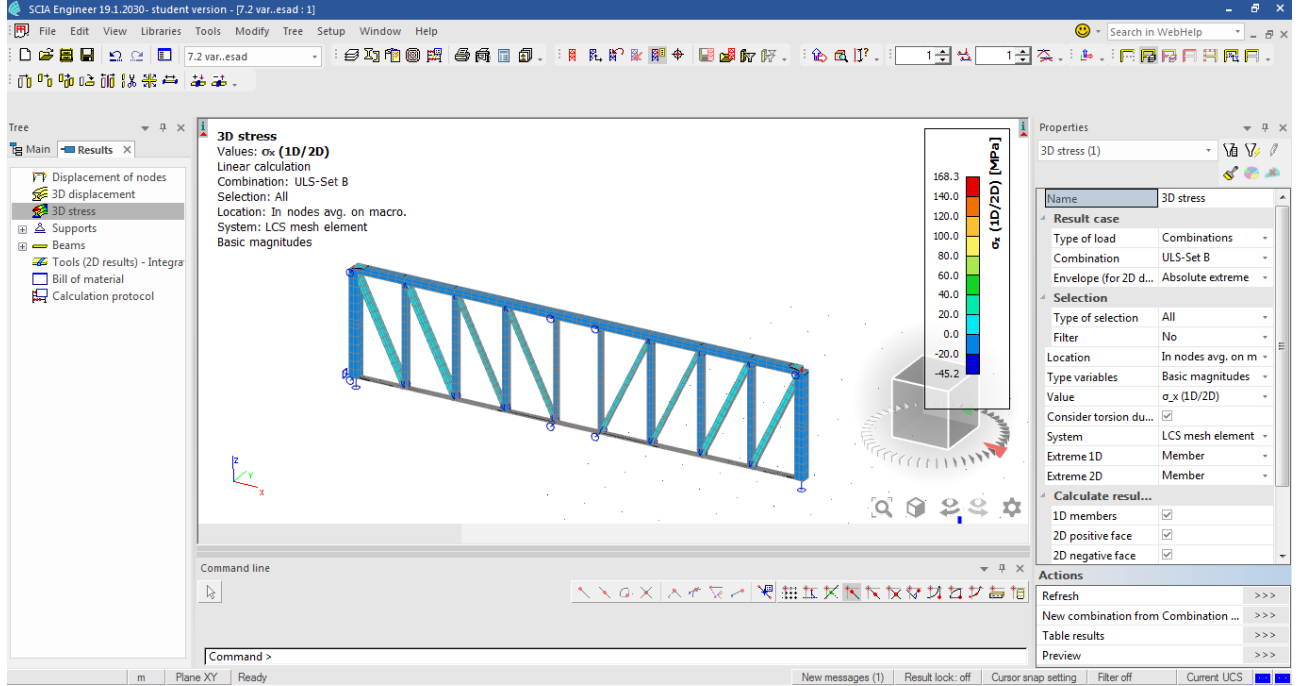 SCIA Engineer 19.1.2030- student version - [7.2 var..esad : 1]
File Edit View Libraries Tools Modify Tree Setup Window Help
Search in WebHelp
7.2 var..esad
1
1
Tree
Main Results
Displacement of nodes
3D displacement
3D stress
Supports
Beams
Tools (2D results) - Integra
Bill of material
Calculation protocol
3D stress
Values: σx (1D/2D)
Linear calculation
Combination: ULS-Set B
Selection: All
Location: In nodes avg. on macro.
System: LCS mesh element
Basic magnitudes
168.3
140.0
120.0
100.0
80.0
60.0
40.0
20.0
0.0
-20.0
-45.2
σx (1D/2D) [MPa]
z
Y
x
Command line
Command >
Properties
3D stress (1)
Name 3D stress
Result case
Type of load Combinations
Combination ULS-Set B
Envelope (for 2D d... Absolute extreme
Selection
Type of selection All
Filter No
Location In nodes avg. on m
Type variables Basic magnitudes
Value σ_x (1D/2D)
Consider torsion du...
System LCS mesh element
Extreme 1D Member
Extreme 2D Member
Calculate resul...
1D members
2D positive face
2D negative face
Actions
Refresh >>>
New combination from Combination ... >>>
Table results >>>
Preview >>>
m Plane XY Ready New messages (1) Result lock: off Cursor snap setting Filter off Current UCS